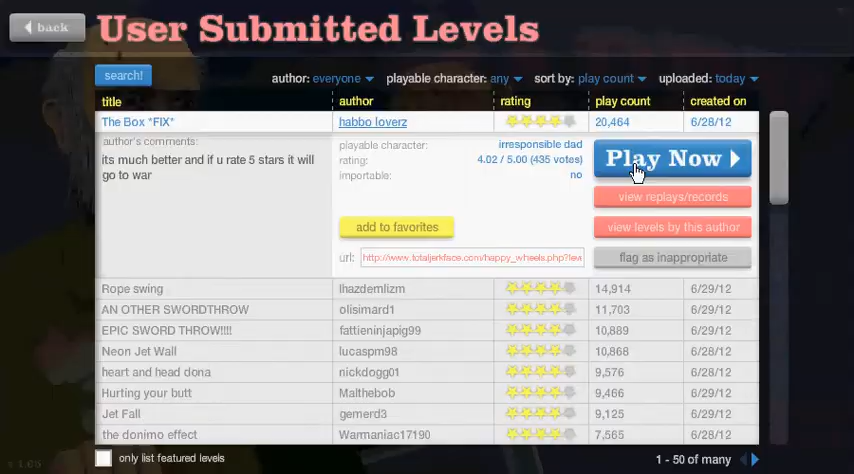 back
User Submitted Levels
search!
author: everyone playable character: any sort by: play count uploaded: today
title author rating play count created on
The Box *FIX* habbo loverz 20,464 6/28/12
author's comments:
its much better and if u rate 5 stars it will
go to war
playable character: irresponsible dad
rating: 4.02 / 5.00 (435 votes)
importable: no
add to favorites
url: http://www.totaljerkface.com/happy_wheels.php?lev
Play Now
view replays/records
view levels by this author
flag as inappropriate
Rope swing lhazdemlizm 14,914 6/29/12
AN OTHER SWORDTHROW olisimard1 11,703 6/29/12
EPIC SWORD THROW!!!! fattieninjapig99 10,889 6/29/12
Neon Jet Wall lucaspm98 10,868 6/28/12
heart and head dona nickdogg01 9,576 6/28/12
Hurting your butt Malthebob 9,466 6/29/12
Jet Fall gemerd3 9,125 6/28/12
the donimo effect Warmaniac17190 7,565 6/28/12
only list featured levels
1 - 50 of many